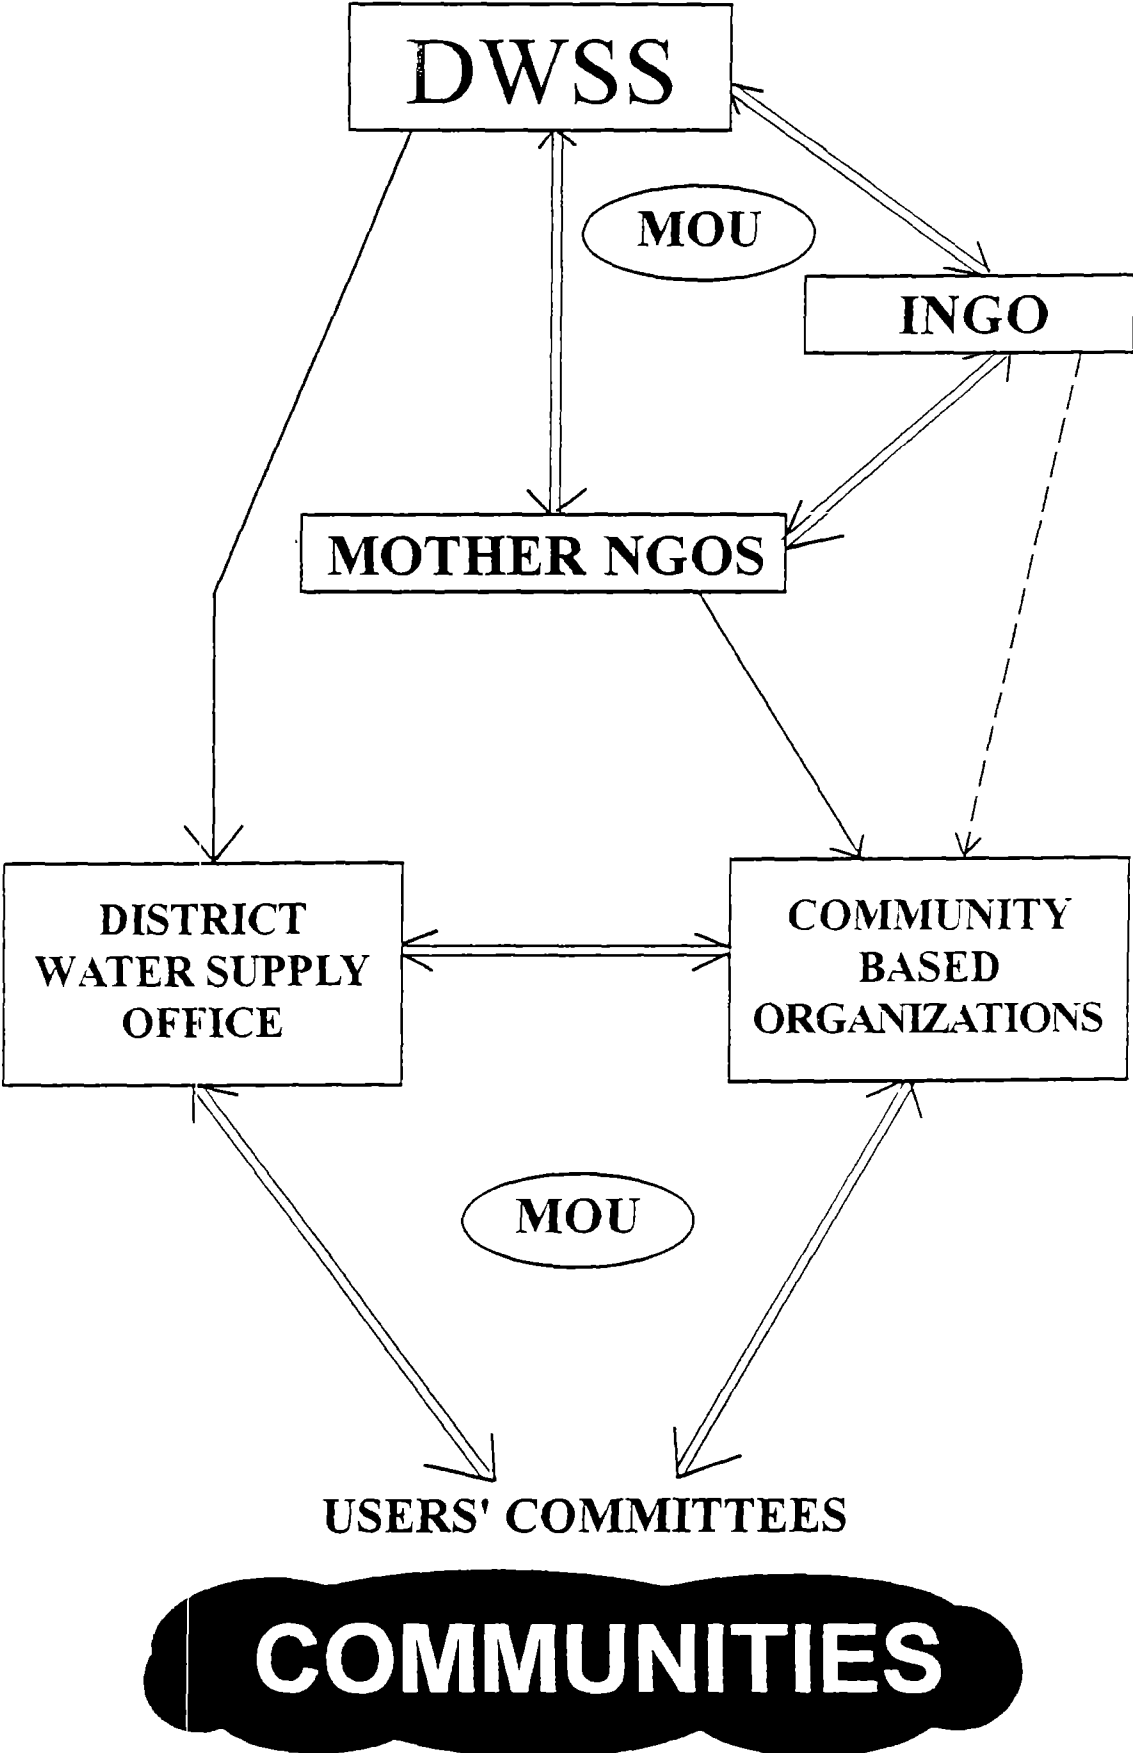 DWSS
MOU
INGO
MOTHER NGOS
DISTRICT
WATER SUPPLY
OFFICE
COMMUNITY
BASED
ORGANIZATIONS
MOU
USERS' COMMITTEES
COMMUNITIES